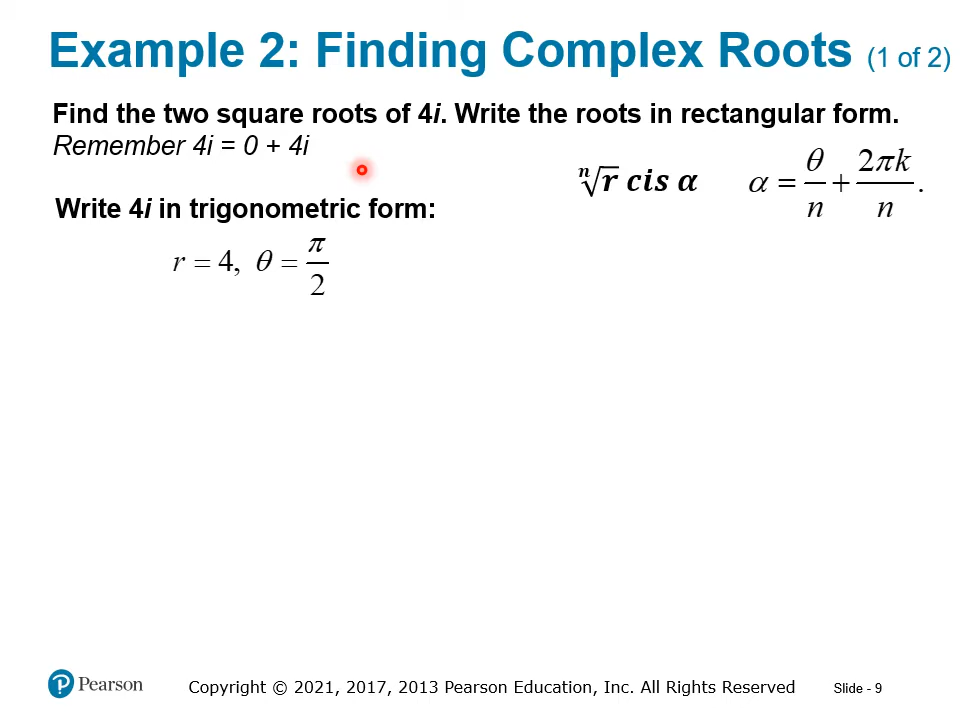 Example 2: Finding Complex Roots (1 of 2)
Find the two square roots of 4i. Write the roots in rectangular form.
Remember 4i = 0 + 4i
ⁿ√r cis α   α = θ/n + 2πk/n.
Write 4i in trigonometric form:
r = 4, θ = π/2
Pearson
Copyright © 2021, 2017, 2013 Pearson Education, Inc. All Rights Reserved
Slide - 9